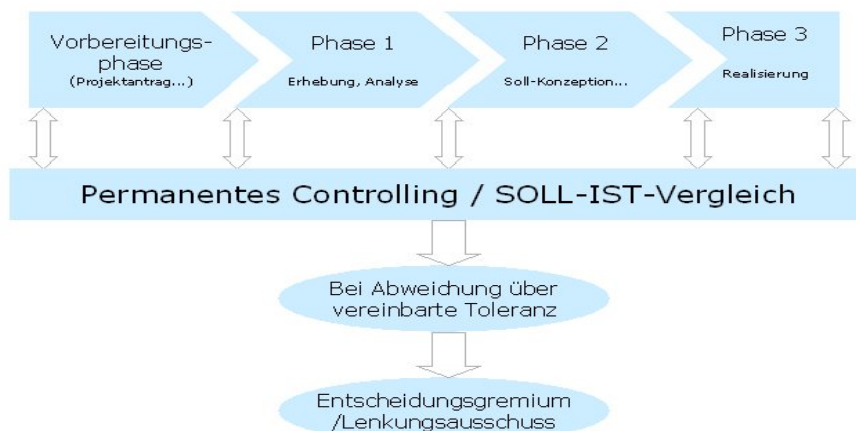 Vorbereitungs-
phase
(Projektantrag...)
Phase 1
Erhebung, Analyse
Phase 2
Soll-Konzeption...
Phase 3
Realisierung
Permanentes Controlling / SOLL-IST-Vergleich
Bei Abweichung über
vereinbarte Toleranz
Entscheidungsgremium
/Lenkungsausschuss